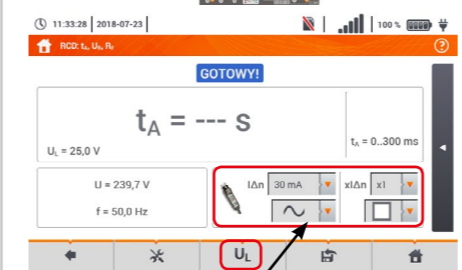 11:33:28 2018-07-23 100 %
RCD: tA, UB, RE
GOTOWY!
tA = --- s
UL = 25,0 V
tA = 0..300 ms
U = 239,7 V
f = 50,0 Hz
IΔn 30 mA xIΔn x1
UL